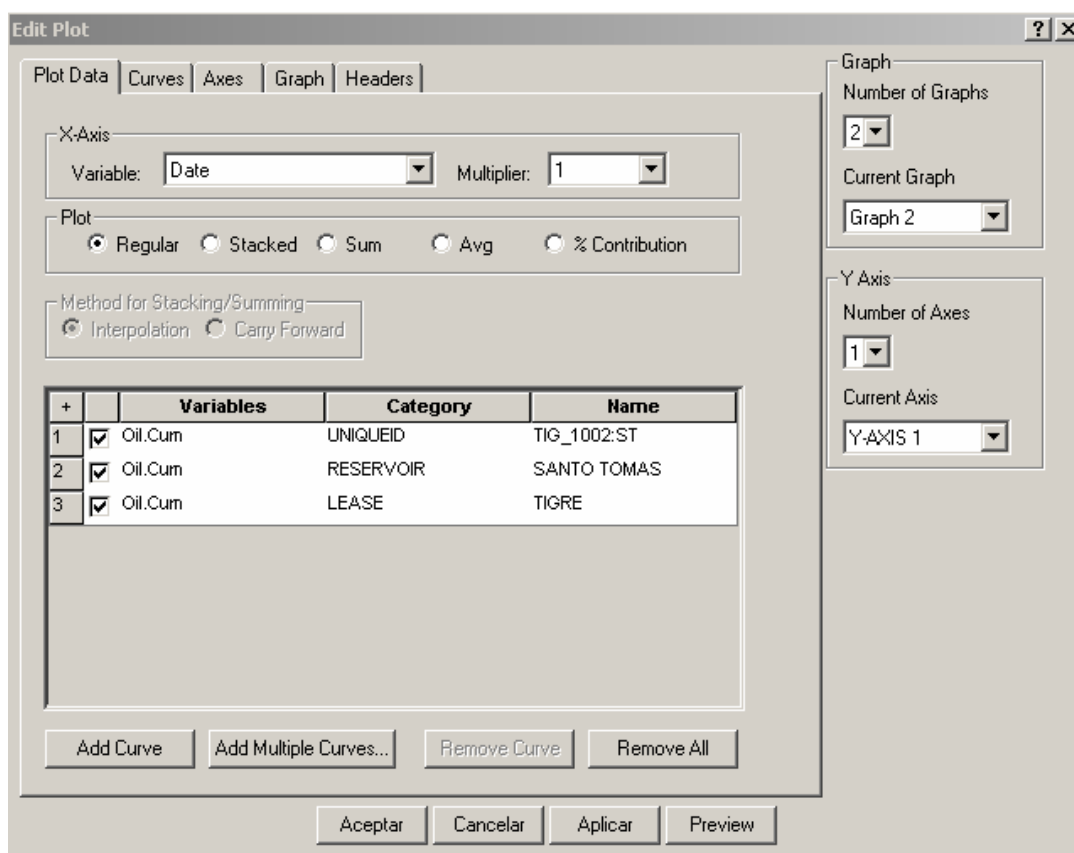 Edit Plot
Plot Data Curves Axes Graph Headers
X-Axis
Variable: Date Multiplier: 1
Plot
Regular Stacked Sum Avg % Contribution
Method for Stacking/Summing
Interpolation Carry Forward
+ Variables Category Name
1 Oil.Cum UNIQUEID TIG_1002:ST
2 Oil.Cum RESERVOIR SANTO TOMAS
3 Oil.Cum LEASE TIGRE
Add Curve Add Multiple Curves... Remove Curve Remove All
Graph
Number of Graphs
2
Current Graph
Graph 2
Y Axis
Number of Axes
1
Current Axis
Y-AXIS 1
Aceptar Cancelar Aplicar Preview